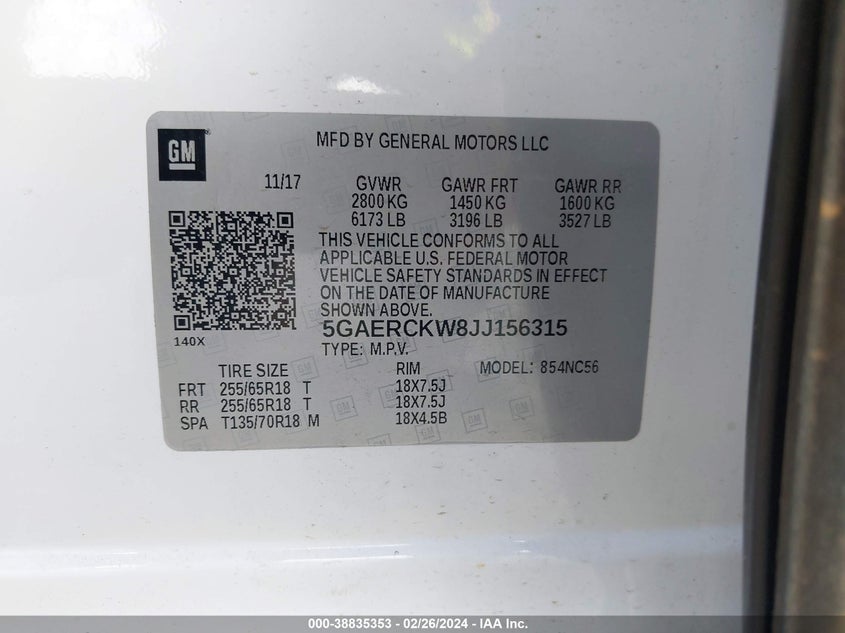 GM
MFD BY GENERAL MOTORS LLC
11/17 GVWR GAWR FRT GAWR RR
2800 KG 1450 KG 1600 KG
6173 LB 3196 LB 3527 LB
THIS VEHICLE CONFORMS TO ALL
APPLICABLE U.S. FEDERAL MOTOR
VEHICLE SAFETY STANDARDS IN EFFECT
ON THE DATE OF MANUFACTURE
SHOWN ABOVE.
140X
5GAERCKW8JJ156315
TYPE: M.P.V.
TIRE SIZE RIM MODEL: 854NC56
FRT 255/65R18 T 18X7.5J
RR 255/65R18 T 18X7.5J
SPA T135/70R18 M 18X4.5B
000-38835353 - 02/26/2024 - IAA Inc.